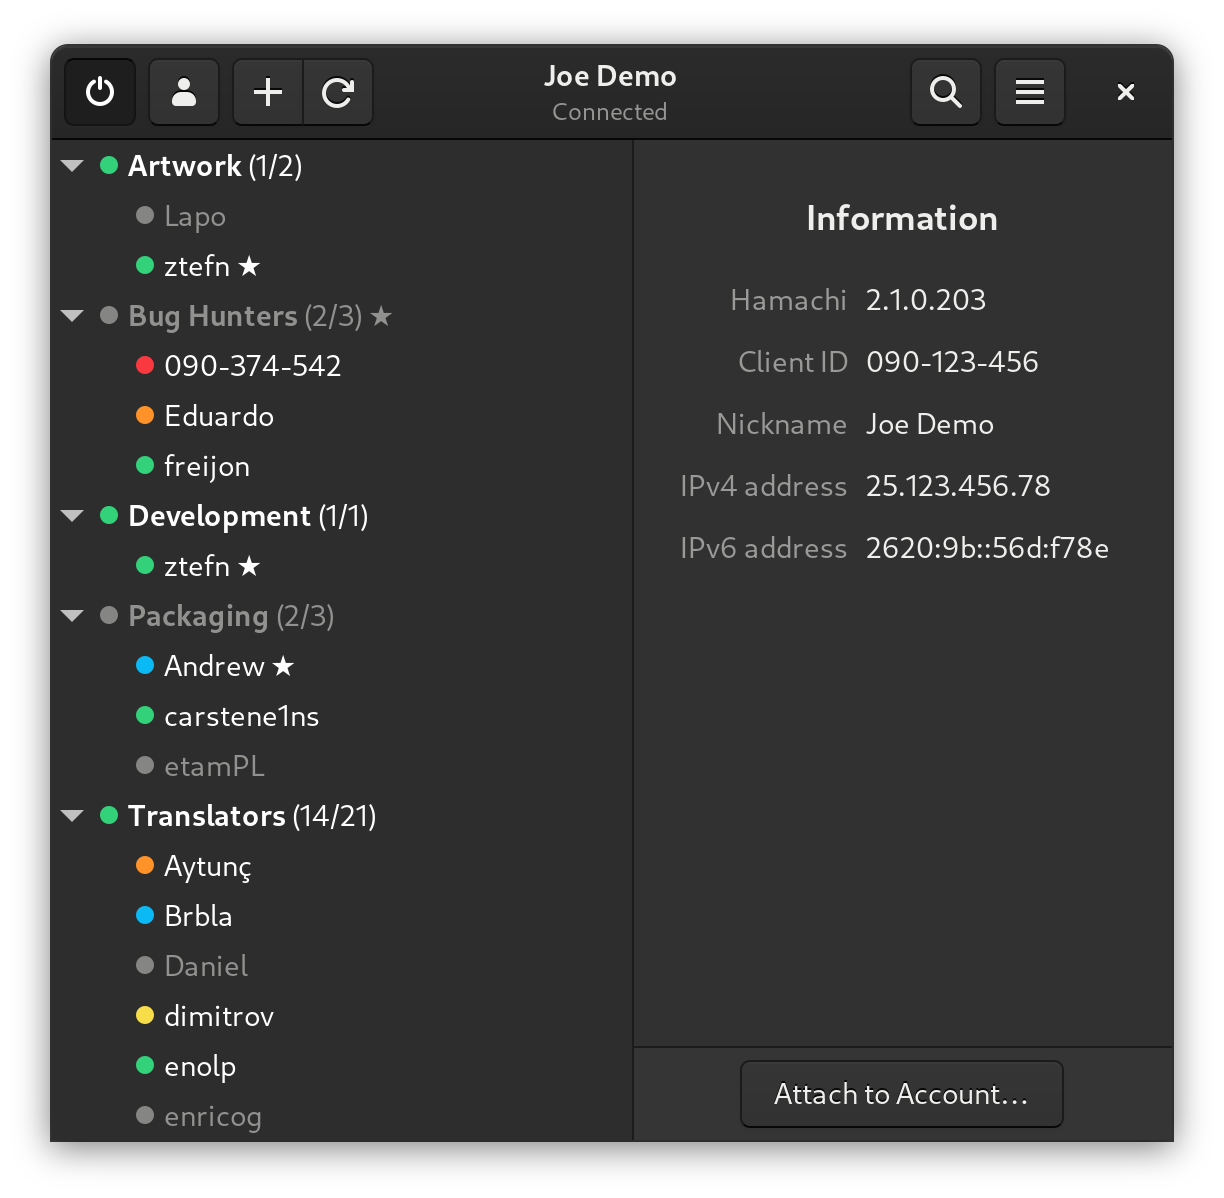 Joe Demo
Connected
Artwork (1/2)
Lapo
ztefn ★
Bug Hunters (2/3) ★
090-374-542
Eduardo
freijon
Development (1/1)
ztefn ★
Packaging (2/3)
Andrew ★
carstene1ns
etamPL
Translators (14/21)
Aytunç
Brbla
Daniel
dimitrov
enolp
enricog
Information
Hamachi 2.1.0.203
Client ID 090-123-456
Nickname Joe Demo
IPv4 address 25.123.456.78
IPv6 address 2620:9b::56d:f78e
Attach to Account…